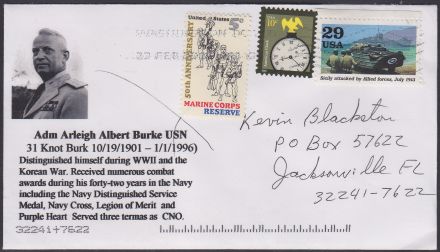 WASHINGTON DC
United States
50th ANNIVERSARY
MARINE CORPS
RESERVE
USA
10c
29
USA
Sicily attacked by Allied forces, July 1943
Adm Arleigh Albert Burke USN
31 Knot Burk 10/19/1901 – 1/1/1996)
Distinguished himself during WWII and the
Korean War. Received numerous combat
awards during his forty-two years in the Navy
including the Navy Distinguished Service
Medal, Navy Cross, Legion of Merit and
Purple Heart Served three termas as CNO.
32241+7622
Kevin Blackston
PO Box 57622
Jacksonville FL
32241-7622